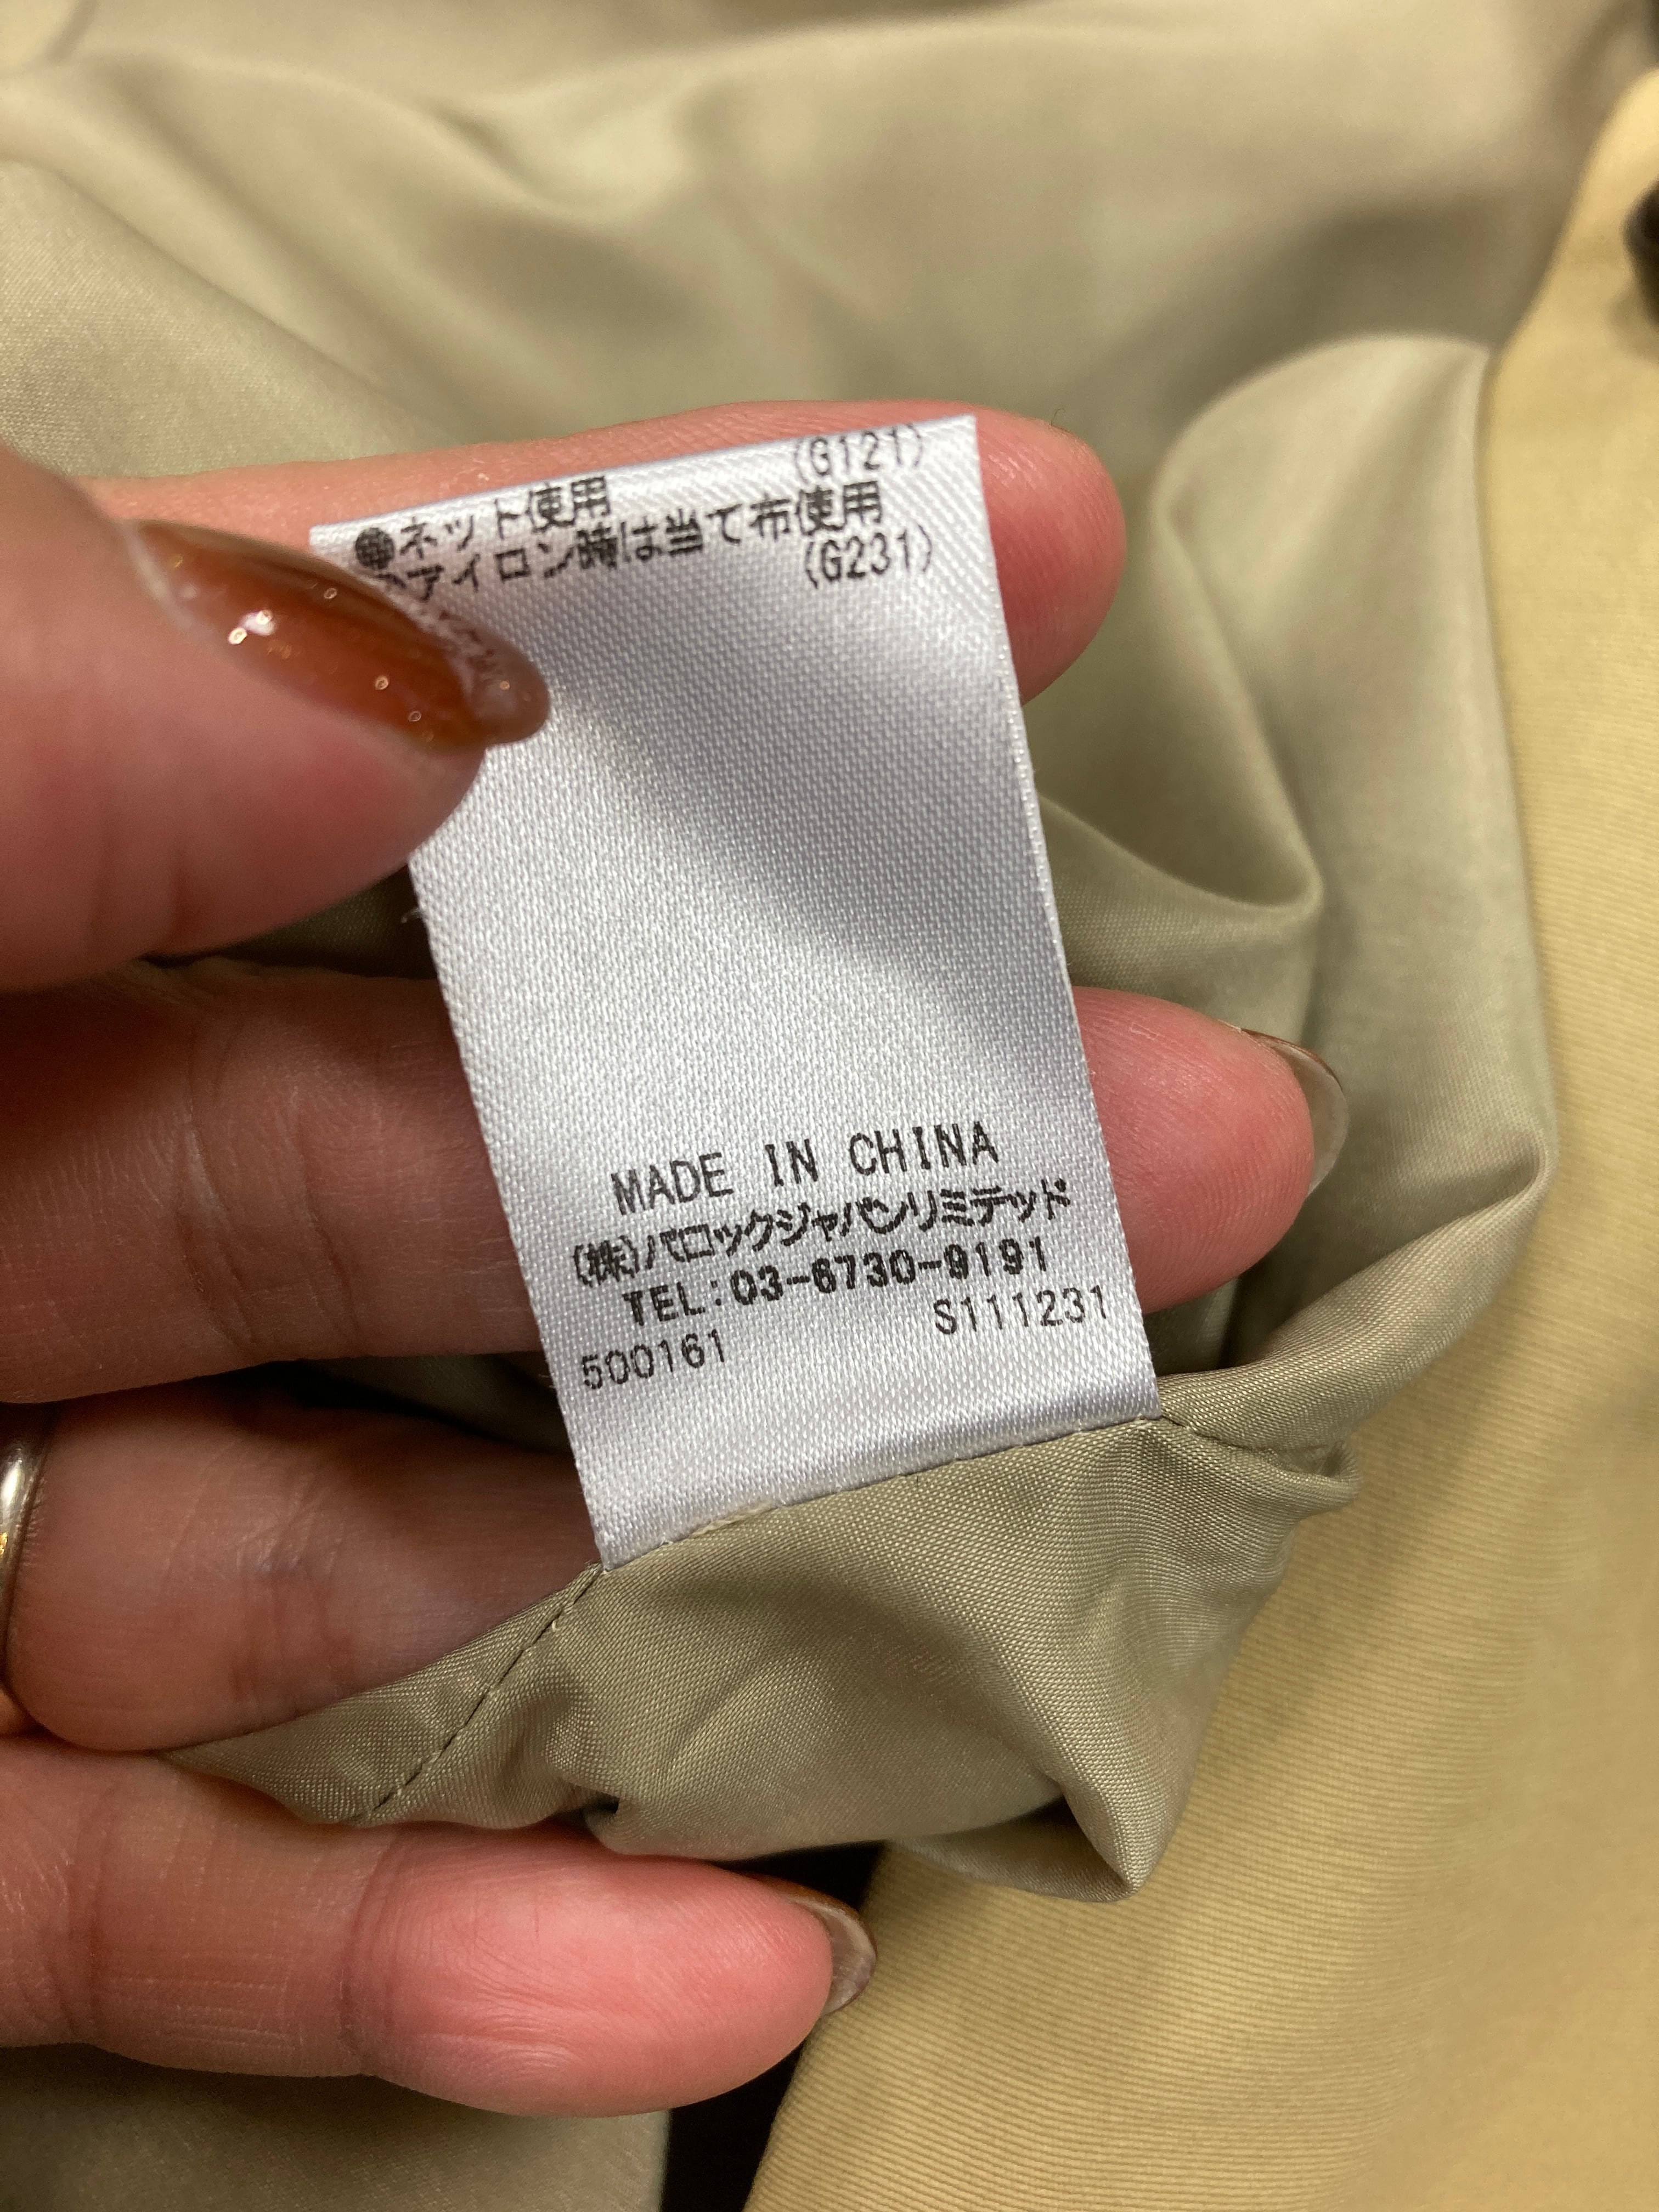 (G121)
●ネット使用
●アイロン時は当て布使用
(G231)
MADE IN CHINA
(株)バロックジャパンリミテッド
TEL:03-6730-9191
500161 S111231